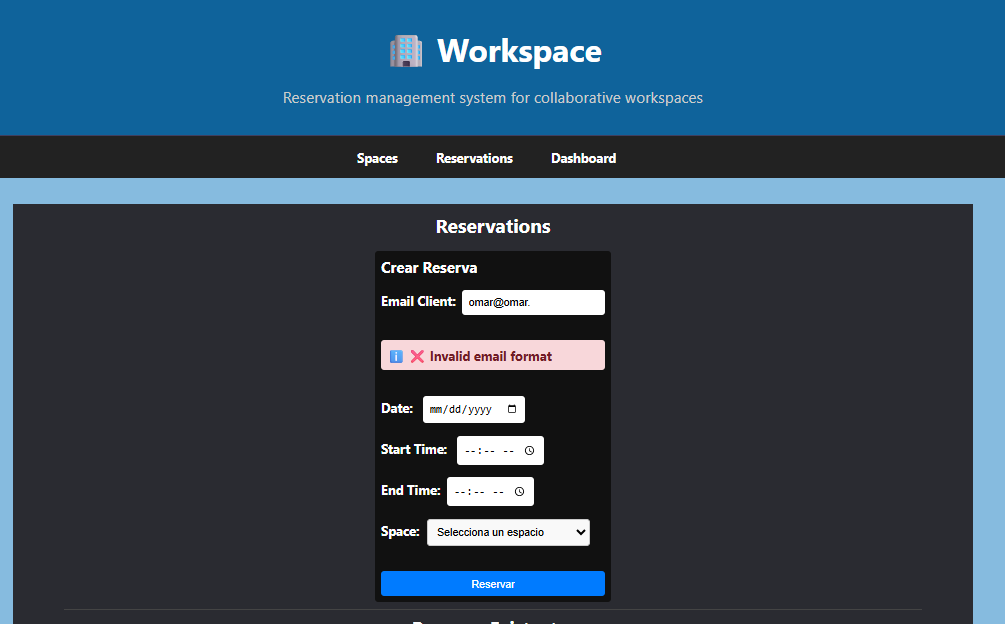 Workspace
Reservation management system for collaborative workspaces
Spaces Reservations Dashboard
Reservations
Crear Reserva
Email Client: omar@omar.
Invalid email format
Date: mm/dd/yyyy
Start Time: --:-- --
End Time: --:-- --
Space: Selecciona un espacio
Reservar